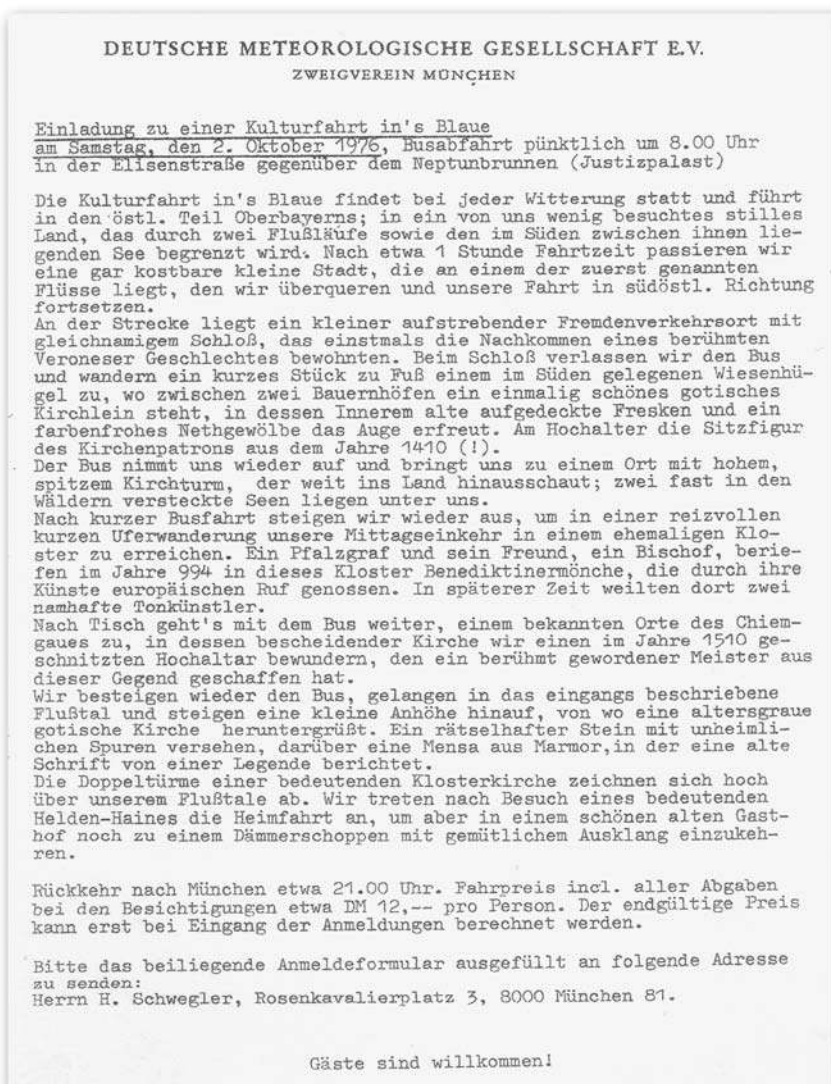 DEUTSCHE METEOROLOGISCHE GESELLSCHAFT E.V.
ZWEIGVEREIN MÜNCHEN
Einladung zu einer Kulturfahrt in's Blaue
am Samstag, den 2. Oktober 1976, Busabfahrt pünktlich um 8.00 Uhr
in der Elisenstraße gegenüber dem Neptunbrunnen (Justizpalast)
Die Kulturfahrt in's Blaue findet bei jeder Witterung statt und führt
in den östl. Teil Oberbayerns; in ein von uns wenig besuchtes stilles
Land, das durch zwei Flußläufe sowie den im Süden zwischen ihnen lie-
genden See begrenzt wird. Nach etwa 1 Stunde Fahrtzeit passieren wir
eine gar kostbare kleine Stadt, die an einem der zuerst genannten
Flüsse liegt, den wir überqueren und unsere Fahrt in südöstl. Richtung
fortsetzen.
An der Strecke liegt ein kleiner aufstrebender Fremdenverkehrsort mit
gleichnamigem Schloß, das einstmals die Nachkommen eines berühmten
Veroneser Geschlechtes bewohnten. Beim Schloß verlassen wir den Bus
und wandern ein kurzes Stück zu Fuß einem im Süden gelegenen Wiesenhü-
gel zu, wo zwischen zwei Bauernhöfen ein einmalig schönes gotisches
Kirchlein steht, in dessen Innerem alte aufgedeckte Fresken und ein
farbenfrohes Nethgewölbe das Auge erfreut. Am Hochalter die Sitzfigur
des Kirchenpatrons aus dem Jahre 1410 (!).
Der Bus nimmt uns wieder auf und bringt uns zu einem Ort mit hohem,
spitzem Kirchturm, der weit ins Land hinausschaut; zwei fast in den
Wäldern versteckte Seen liegen unter uns.
Nach kurzer Busfahrt steigen wir wieder aus, um in einer reizvollen
kurzen Uferwanderung unsere Mittagseinkehr in einem ehemaligen Klo-
ster zu erreichen. Ein Pfalzgraf und sein Freund, ein Bischof, berie-
fen im Jahre 994 in dieses Kloster Benediktinermönche, die durch ihre
Künste europäischen Ruf genossen. In späterer Zeit weilten dort zwei
namhafte Tonkünstler.
Nach Tisch geht's mit dem Bus weiter, einem bekannten Orte des Chiem-
gaues zu, in dessen bescheidender Kirche wir einen im Jahre 1510 ge-
schnitzten Hochaltar bewundern, den ein berühmt gewordener Meister aus
dieser Gegend geschaffen hat.
Wir besteigen wieder den Bus, gelangen in das eingangs beschriebene
Flußtal und steigen eine kleine Anhöhe hinauf, von wo eine altersgraue
gotische Kirche heruntergrüßt. Ein rätselhafter Stein mit unheimli-
chen Spuren versehen, darüber eine Mensa aus Marmor,in der eine alte
Schrift von einer Legende berichtet.
Die Doppeltürme einer bedeutenden Klosterkirche zeichnen sich hoch
über unserem Flußtale ab. Wir treten nach Besuch eines bedeutenden
Helden-Haines die Heimfahrt an, um aber in einem schönen alten Gast-
hof noch zu einem Dämmerschoppen mit gemütlichem Ausklang einzukeh-
ren.
Rückkehr nach München etwa 21.00 Uhr. Fahrpreis incl. aller Abgaben
bei den Besichtigungen etwa DM 12,-- pro Person. Der endgültige Preis
kann erst bei Eingang der Anmeldungen berechnet werden.
Bitte das beiliegende Anmeldeformular ausgefüllt an folgende Adresse
zu senden:
Herrn H. Schwegler, Rosenkavalierplatz 3, 8000 München 81.
Gäste sind willkommen!